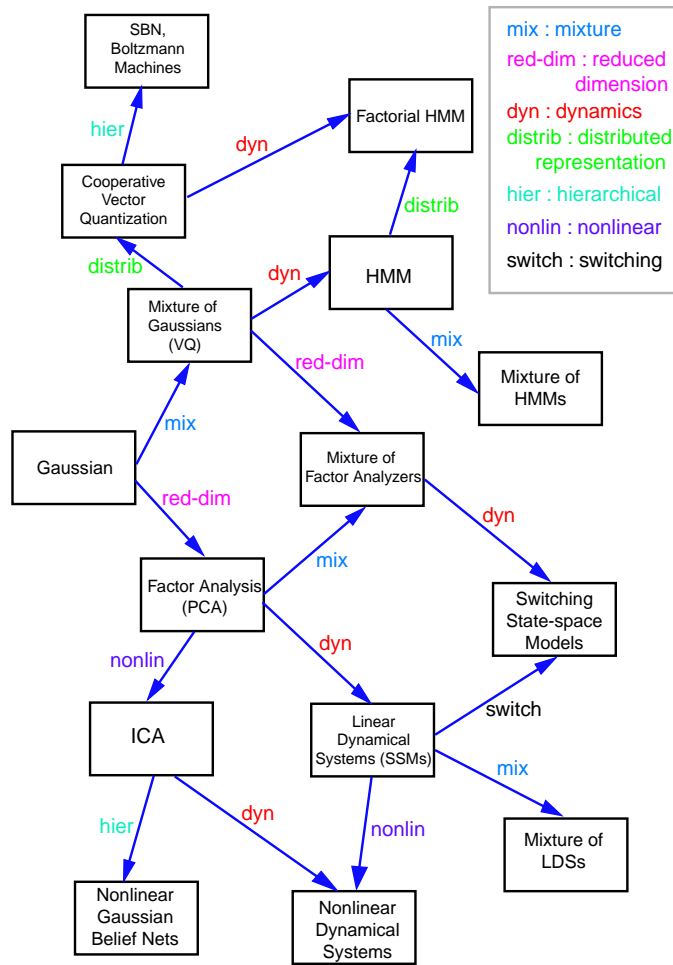 SBN,
Boltzmann
Machines
mix : mixture
red-dim : reduced
dimension
dyn : dynamics
distrib : distributed
representation
hier : hierarchical
nonlin : nonlinear
switch : switching
hier
dyn
Factorial HMM
Cooperative
Vector
Quantization
distrib
distrib
dyn
HMM
Mixture of
Gaussians
(VQ)
mix
red-dim
Mixture of
HMMs
mix
Gaussian
Mixture of
Factor Analyzers
red-dim
dyn
mix
Factor Analysis
(PCA)
Switching
State-space
Models
dyn
nonlin
switch
ICA
Linear
Dynamical
Systems (SSMs)
mix
hier
dyn
nonlin
Mixture of
LDSs
Nonlinear
Gaussian
Belief Nets
Nonlinear
Dynamical
Systems